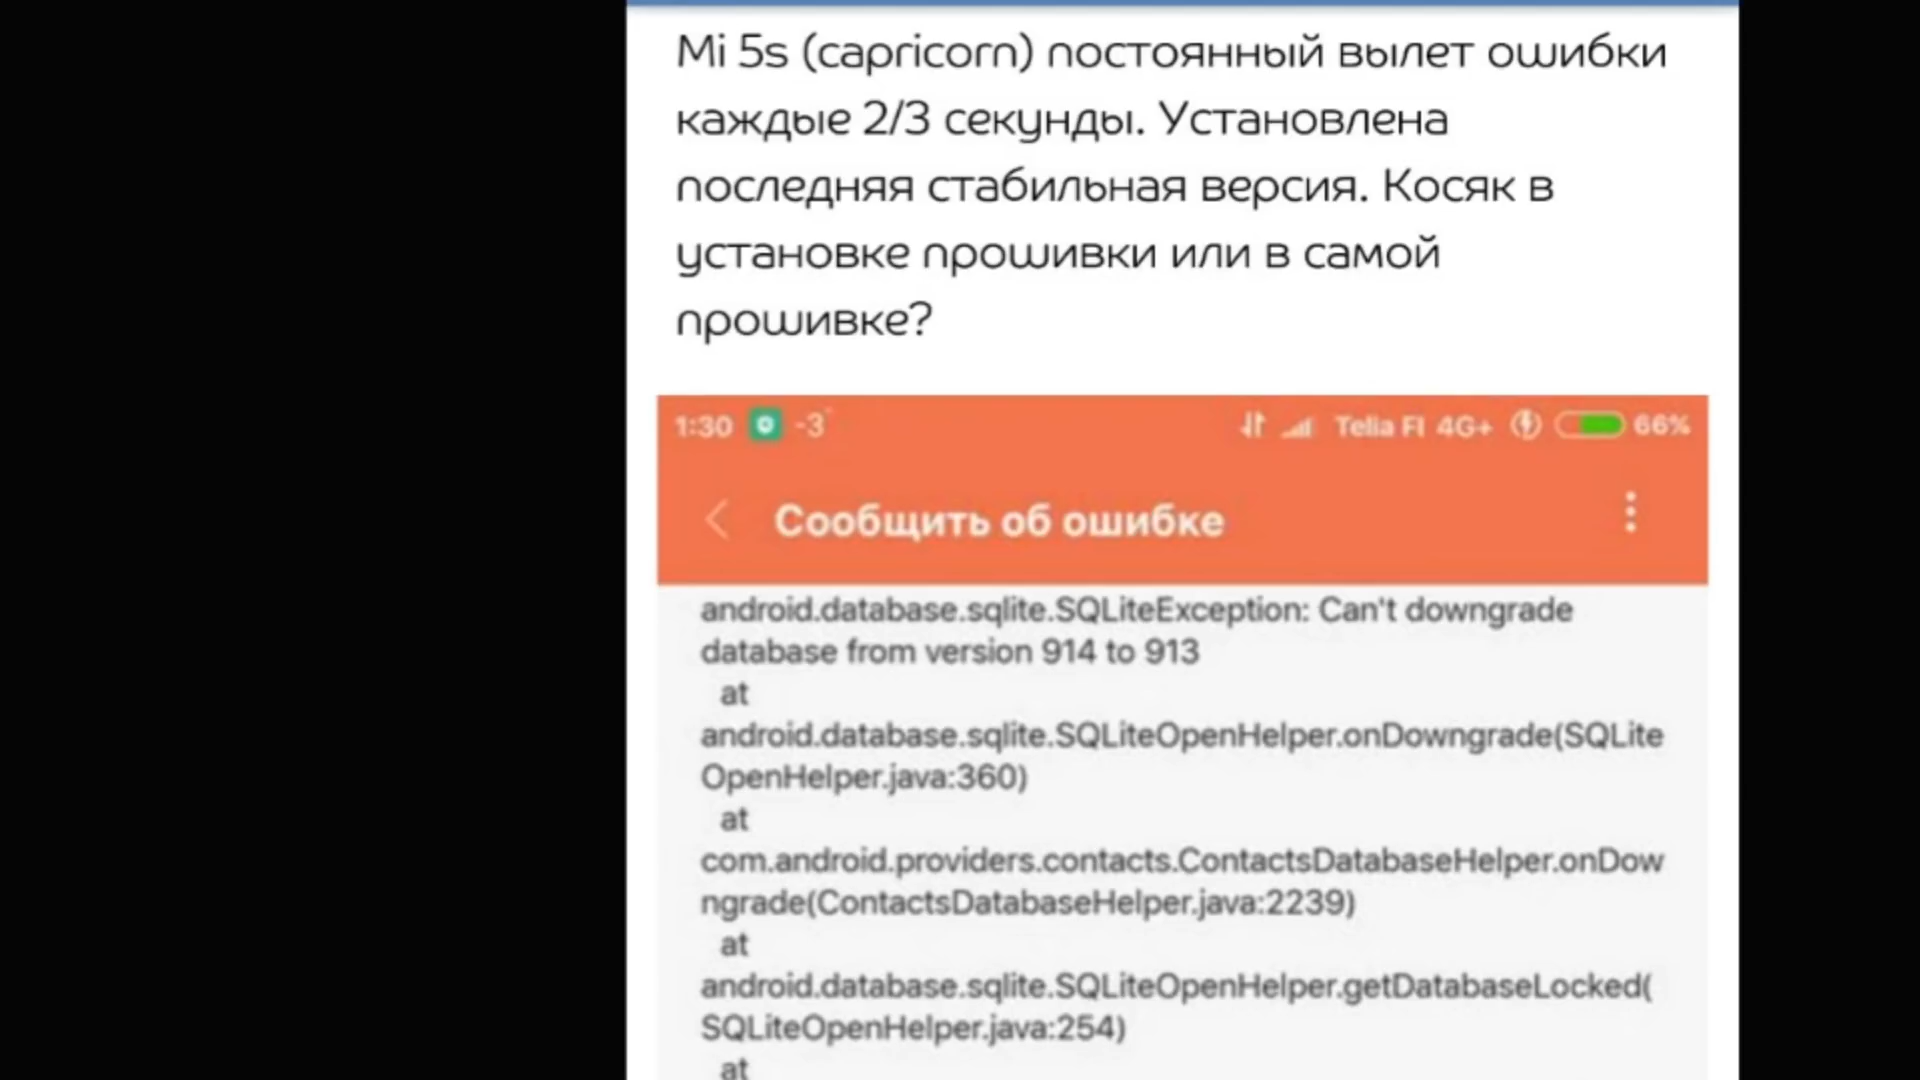 Mi 5s (capricorn) постоянный вылет ошибки
каждые 2/3 секунды. Установлена
последняя стабильная версия. Косяк в
установке прошивки или в самой
прошивке?
1:30 -3° Telia FI 4G+ 66%
Сообщить об ошибке
android.database.sqlite.SQLiteException: Can't downgrade
database from version 914 to 913
at
android.database.sqlite.SQLiteOpenHelper.onDowngrade(SQLite
OpenHelper.java:360)
at
com.android.providers.contacts.ContactsDatabaseHelper.onDow
ngrade(ContactsDatabaseHelper.java:2239)
at
android.database.sqlite.SQLiteOpenHelper.getDatabaseLocked(
SQLiteOpenHelper.java:254)
at